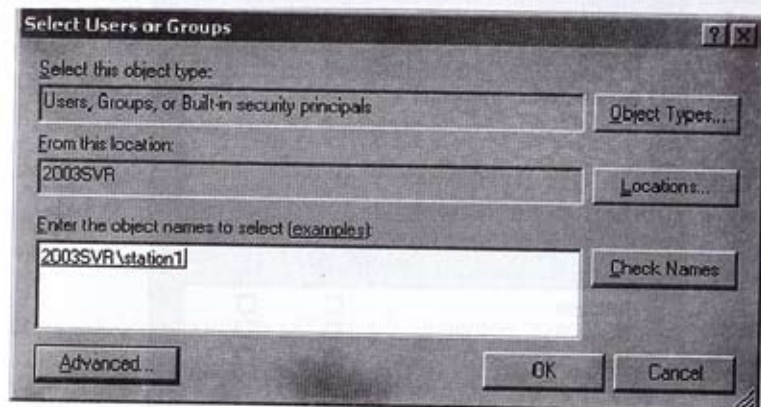 Select Users or Groups
Select this object type:
Users, Groups, or Built-in security principals
Object Types...
From this location:
2003SVR
Locations...
Enter the object names to select (examples):
2003SVR\station1
Check Names
Advanced...
OK
Cancel